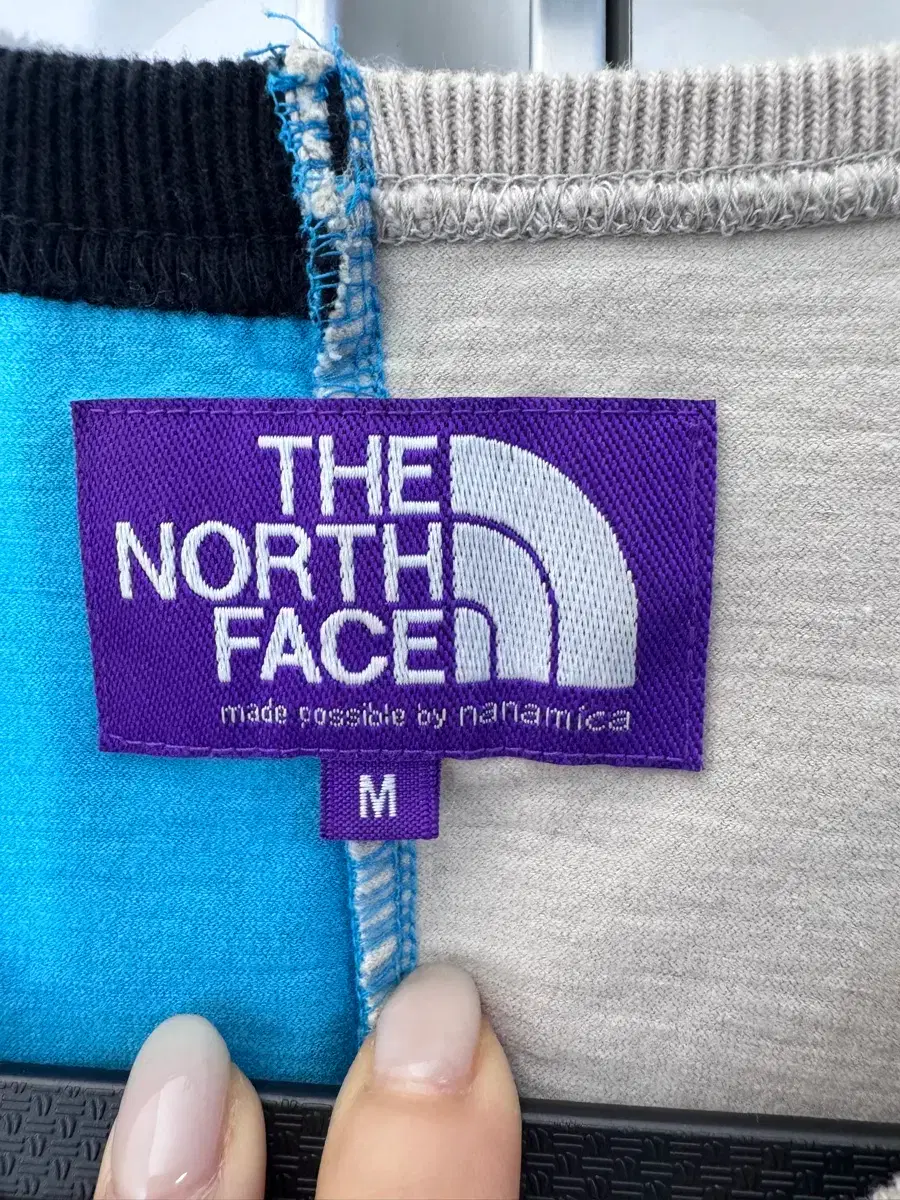 THE
NORTH
FACE
made possible by nanamica
M